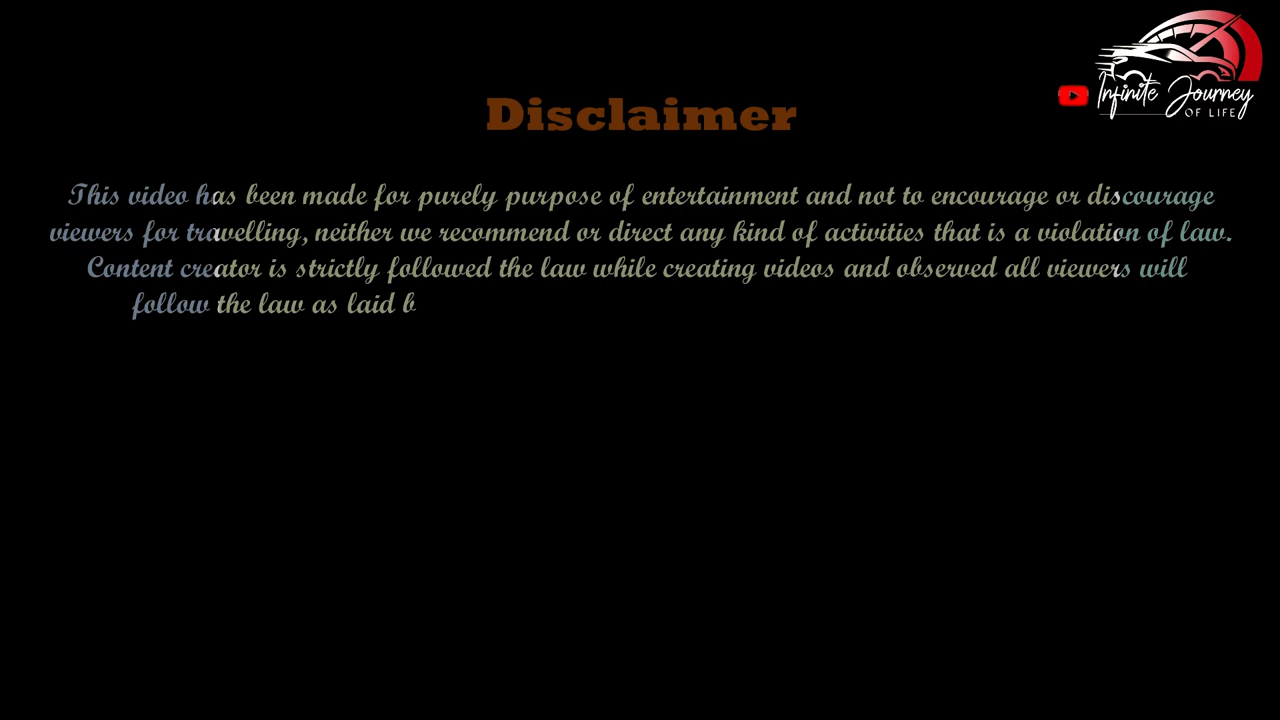 Infinite Journey
OF LIFE
Disclaimer
This video has been made for purely purpose of entertainment and not to encourage or discourage
viewers for travelling, neither we recommend or direct any kind of activities that is a violation of law.
Content creator is strictly followed the law while creating videos and observed all viewers will
follow the law as laid b